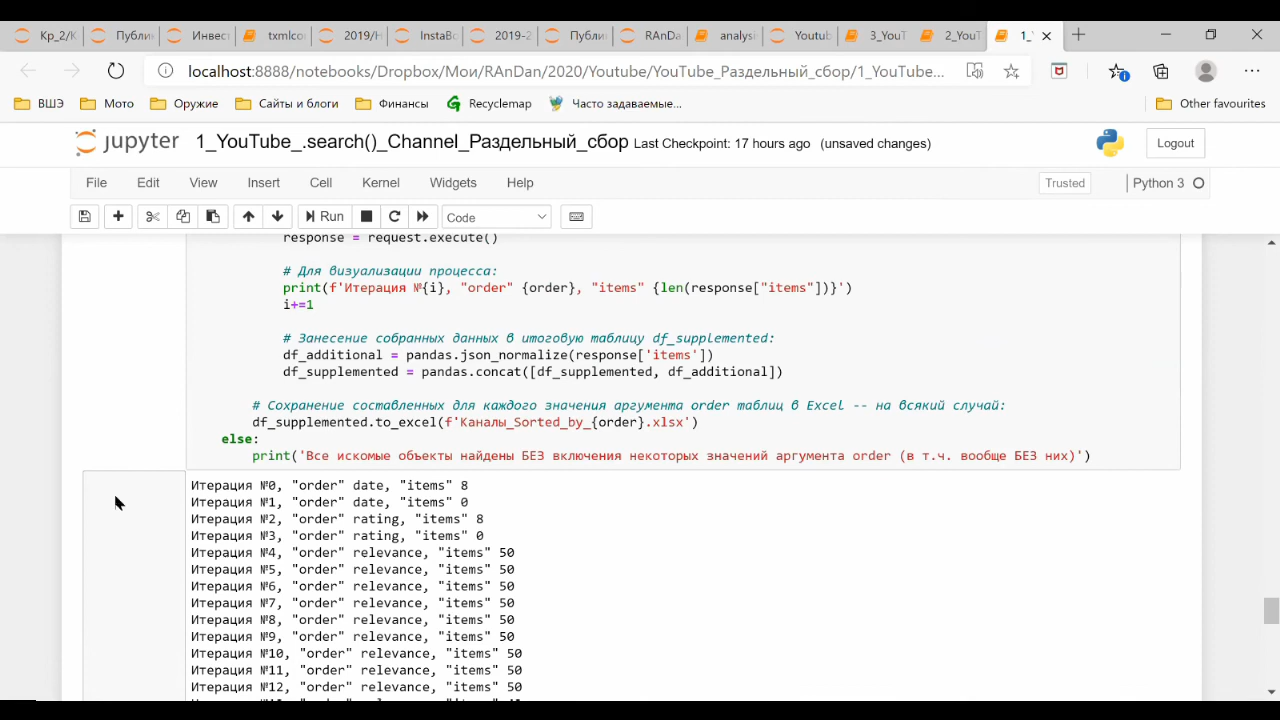 Кр_2/К
Публик
Инвест
txmlсо
2019/Н
InstaBo
2019-2
Публи
RAnDa
analysi
Youtub
3_YouT
2_YouT
1_
localhost:8888/notebooks/Dropbox/Мои/RAnDan/2020/Youtube/YouTube_Раздельный_сбор/1_YouTube...
ВШЭ Мото Оружие Сайты и блоги Финансы Recyclemap Часто задаваемые... Other favourites
jupyter 1_YouTube_.search()_Channel_Раздельный_сбор Last Checkpoint: 17 hours ago (unsaved changes) Logout
File Edit View Insert Cell Kernel Widgets Help Trusted Python 3
Run Code
response = request.execute()
# Для визуализации процесса:
print(f'Итерация №{i}, "order" {order}, "items" {len(response["items"])}')
i+=1
# Занесение собранных данных в итоговую таблицу df_supplemented:
df_additional = pandas.json_normalize(response['items'])
df_supplemented = pandas.concat([df_supplemented, df_additional])
# Сохранение составленных для каждого значения аргумента order таблиц в Excel -- на всякий случай:
df_supplemented.to_excel(f'Каналы_Sorted_by_{order}.xlsx')
else:
print('Все искомые объекты найдены БЕЗ включения некоторых значений аргумента order (в т.ч. вообще БЕЗ них)')
Итерация №0, "order" date, "items" 8
Итерация №1, "order" date, "items" 0
Итерация №2, "order" rating, "items" 8
Итерация №3, "order" rating, "items" 0
Итерация №4, "order" relevance, "items" 50
Итерация №5, "order" relevance, "items" 50
Итерация №6, "order" relevance, "items" 50
Итерация №7, "order" relevance, "items" 50
Итерация №8, "order" relevance, "items" 50
Итерация №9, "order" relevance, "items" 50
Итерация №10, "order" relevance, "items" 50
Итерация №11, "order" relevance, "items" 50
Итерация №12, "order" relevance, "items" 50